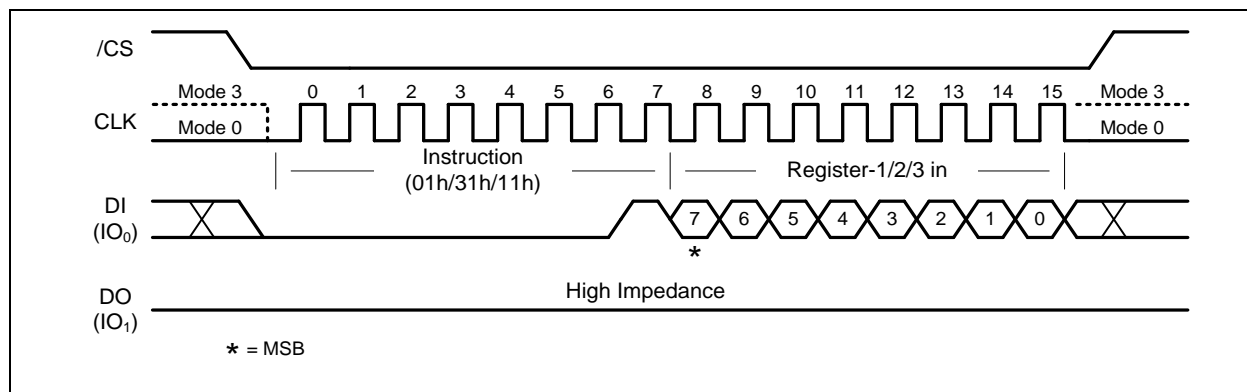 /CS
Mode 3 0 1 2 3 4 5 6 7 8 9 10 11 12 13 14 15 Mode 3
CLK Mode 0 Mode 0
Instruction
(01h/31h/11h)
Register-1/2/3 in
DI
(IO₀)
7 6 5 4 3 2 1 0
*
High Impedance
DO
(IO₁)
* = MSB